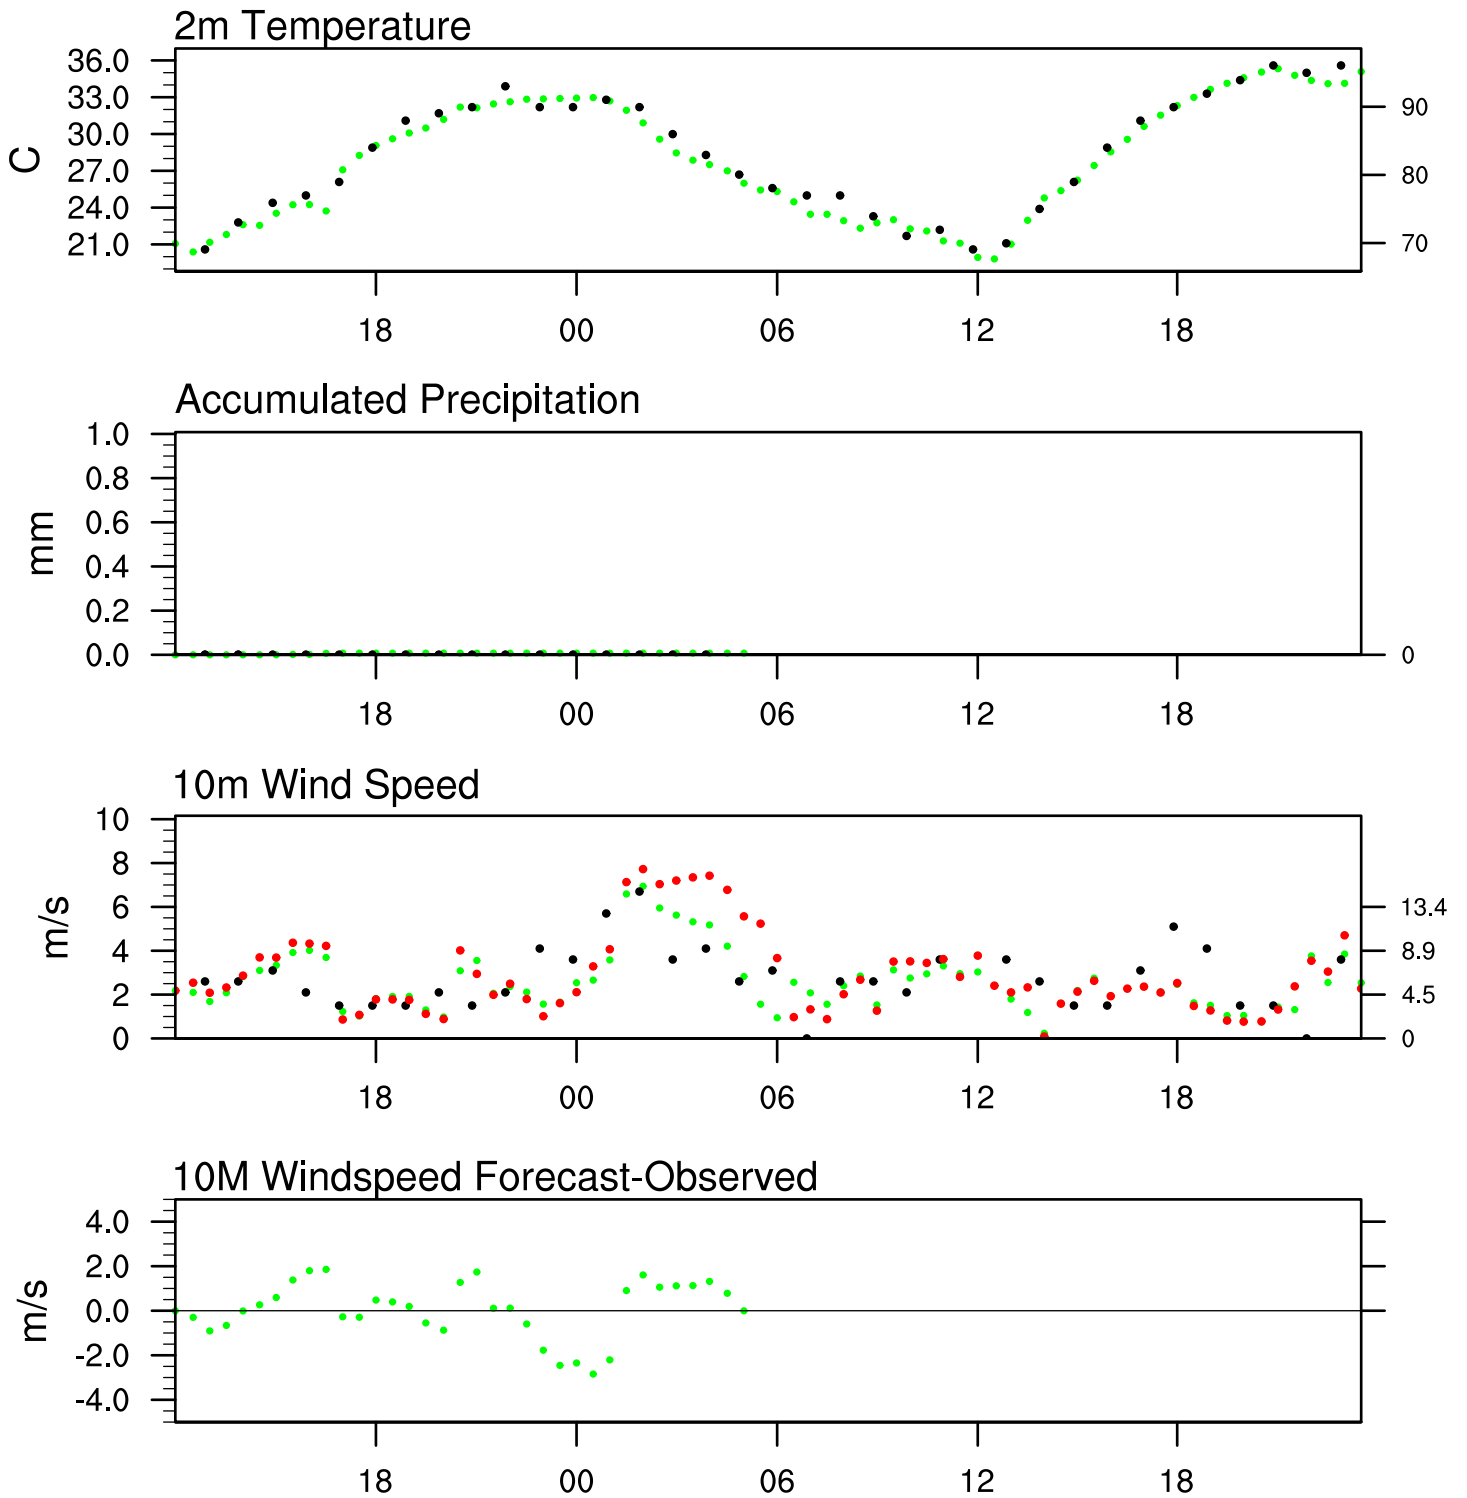 2m Temperature
36.0
33.0
30.0
27.0
24.0
21.0
C
90
80
70
18 00 06 12 18
Accumulated Precipitation
1.0
0.8
0.6
0.4
0.2
0.0
mm
0
18 00 06 12 18
10m Wind Speed
10
8
6
4
2
0
m/s
13.4
8.9
4.5
0
18 00 06 12 18
10M Windspeed Forecast-Observed
4.0
2.0
0.0
-2.0
-4.0
m/s
18 00 06 12 18